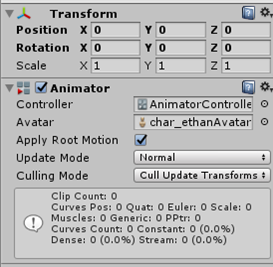 Transform
Position X 0 Y 0 Z 0
Rotation X 0 Y 0 Z 0
Scale X 1 Y 1 Z 1
Animator
Controller AnimatorControlle
Avatar char_ethanAvatar
Apply Root Motion
Update Mode Normal
Culling Mode Cull Update Transforms
Clip Count: 0
Curves Pos: 0 Quat: 0 Euler: 0 Scale: 0
Muscles: 0 Generic: 0 PPtr: 0
Curves Count: 0 Constant: 0 (0.0%)
Dense: 0 (0.0%) Stream: 0 (0.0%)